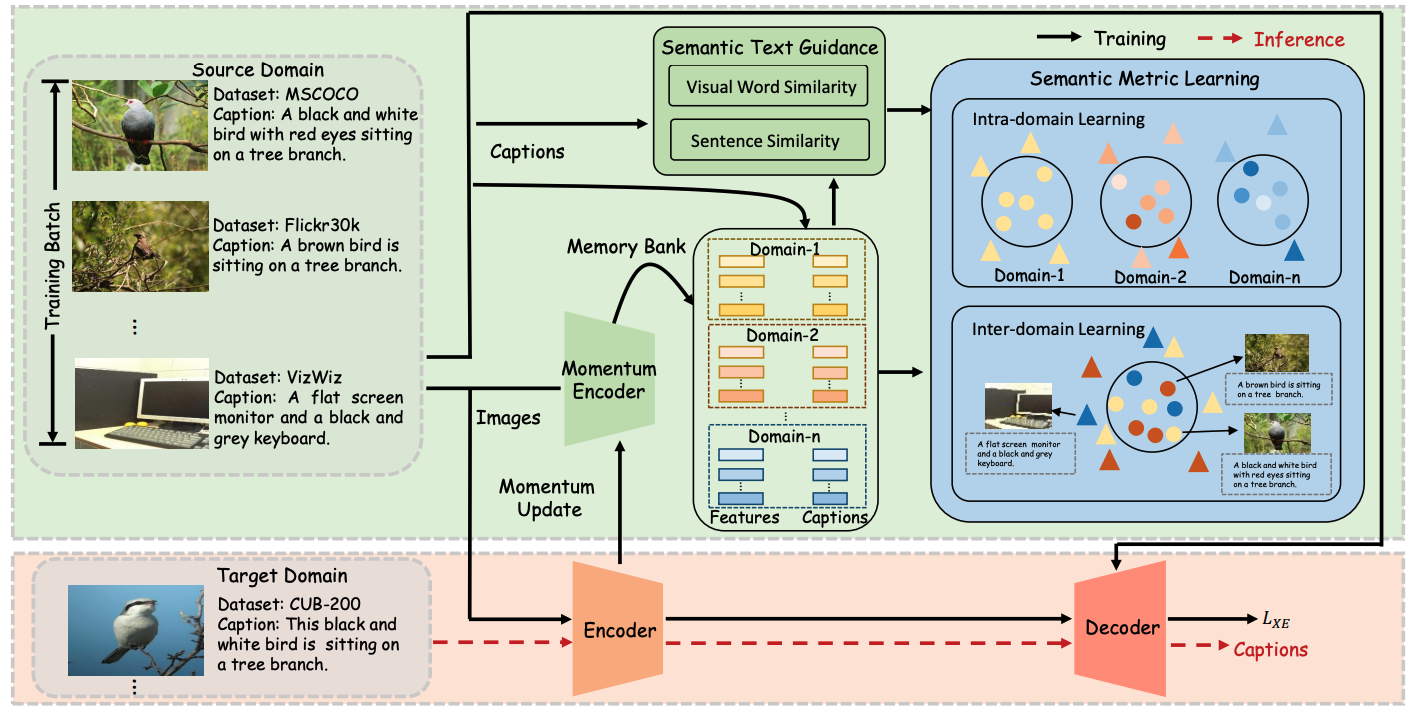 Training
Inference
Source Domain
Dataset: MSCOCO
Caption: A black and white
bird with red eyes sitting
on a tree branch.
Dataset: Flickr30k
Caption: A brown bird is
sitting on a tree branch.
Dataset: VizWiz
Caption: A flat screen
monitor and a black and
grey keyboard.
Training Batch
Captions
Images
Semantic Text Guidance
Visual Word Similarity
Sentence Similarity
Memory Bank
Momentum
Encoder
Momentum
Update
Domain-1
Domain-2
Domain-n
Features
Captions
Semantic Metric Learning
Intra-domain Learning
Domain-1
Domain-2
Domain-n
Inter-domain Learning
A brown bird is sitting
on a tree branch.
A flat screen monitor
and a black and grey
keyboard.
A black and white bird
with red eyes sitting
on a tree branch.
Target Domain
Dataset: CUB-200
Caption: This black and
white bird is sitting on
a tree branch.
Encoder
Decoder
L_XE
Captions